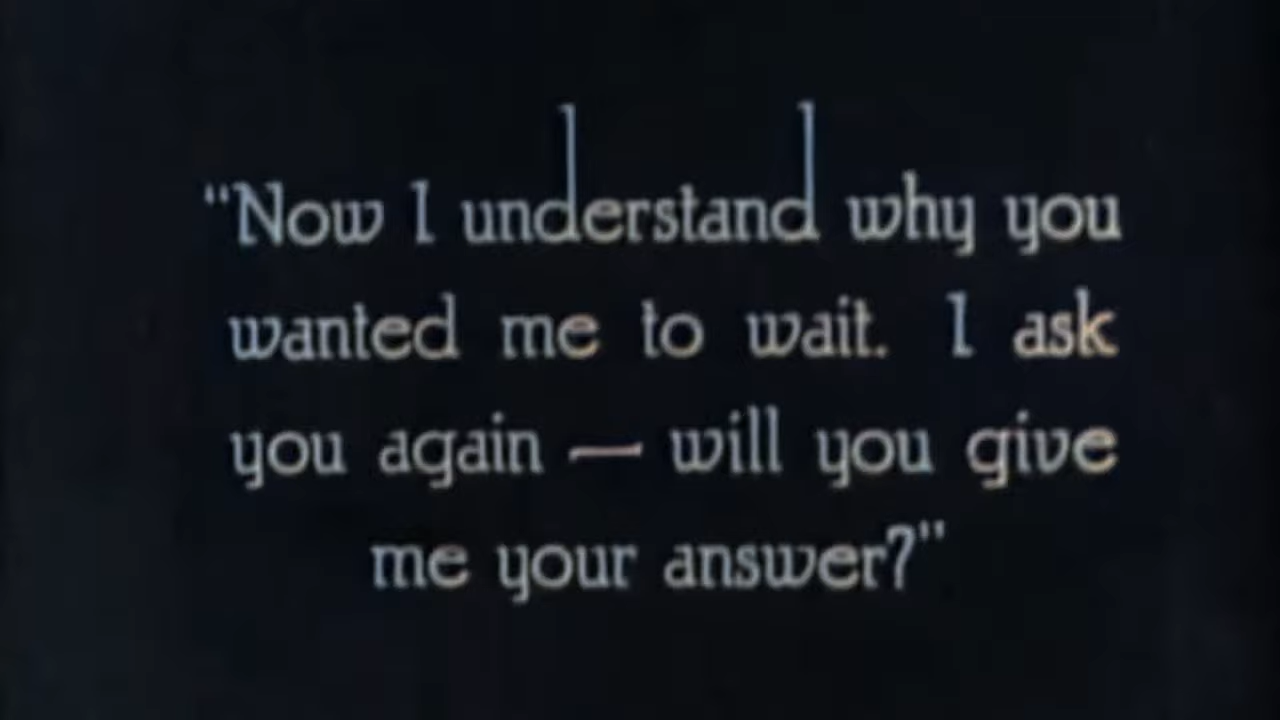 "Now I understand why you
wanted me to wait. I ask
you again — will you give
me your answer?"